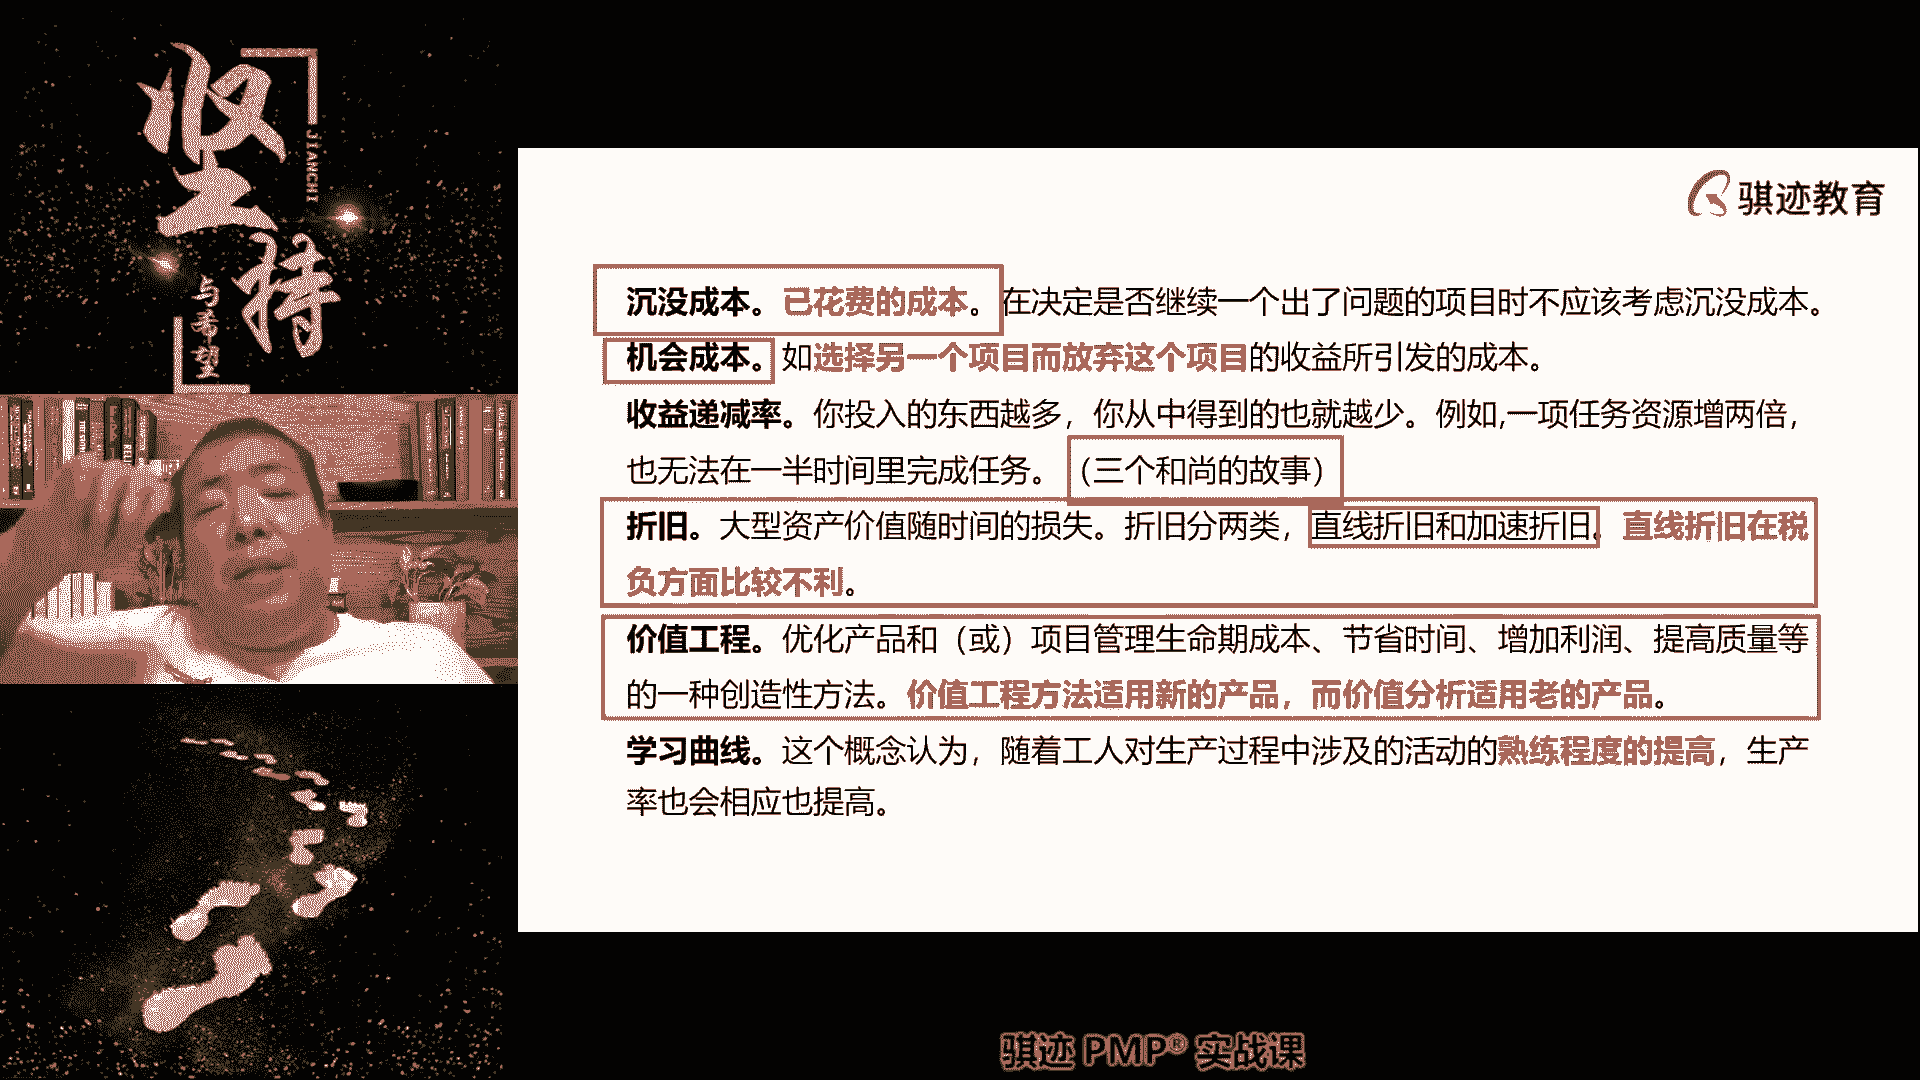 坚持
JIANCHI
与希望
骐迹教育
沉没成本。已花费的成本。在决定是否继续一个出了问题的项目时不应该考虑沉没成本。
机会成本。如选择另一个项目而放弃这个项目的收益所引发的成本。
收益递减率。你投入的东西越多，你从中得到的也就越少。例如,一项任务资源增两倍，
也无法在一半时间里完成任务。（三个和尚的故事）
折旧。大型资产价值随时间的损失。折旧分两类，直线折旧和加速折旧。直线折旧在税
负方面比较不利。
价值工程。优化产品和（或）项目管理生命期成本、节省时间、增加利润、提高质量等
的一种创造性方法。价值工程方法适用新的产品，而价值分析适用老的产品。
学习曲线。这个概念认为，随着工人对生产过程中涉及的活动的熟练程度的提高，生产
率也会相应也提高。
骐迹 PMP® 实战课